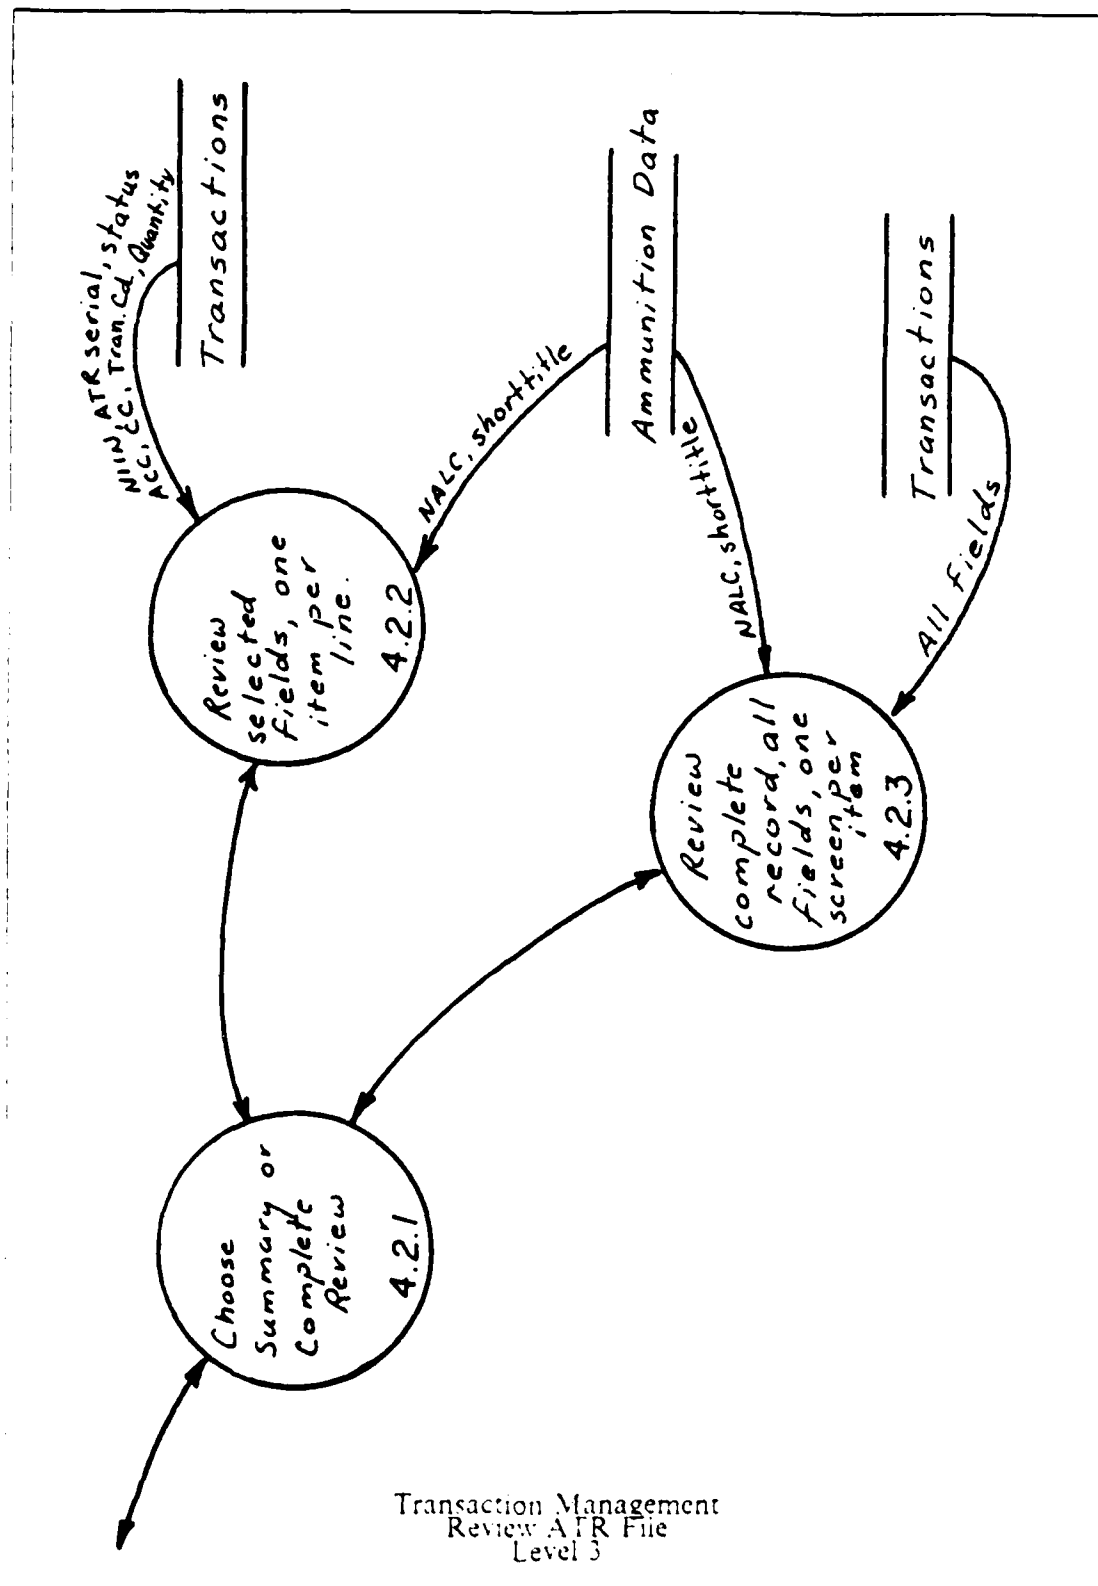 NIIN, ATR serial, status
ACC, CC, Tran. Cd, Quantity
Transactions
NALC, shorttitle
Ammunition Data
NALC, shorttitle
Transactions
All fields
Review
selected
fields, one
item per
line.
4.2.2
Review
complete
record, all
fields, one
screen per
item
4.2.3
Choose
Summary or
Complete
Review
4.2.1
Transaction Management
Review ATR File
Level 3